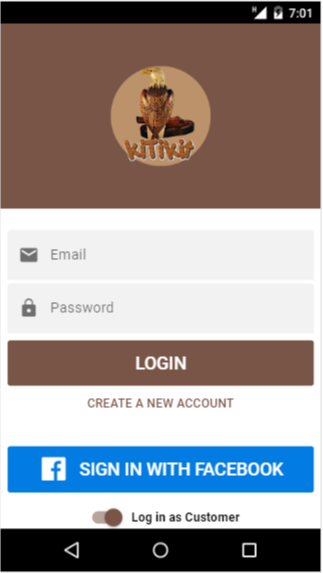 H 7:01
KiTiKit
Email
Password
LOGIN
CREATE A NEW ACCOUNT
SIGN IN WITH FACEBOOK
Log in as Customer